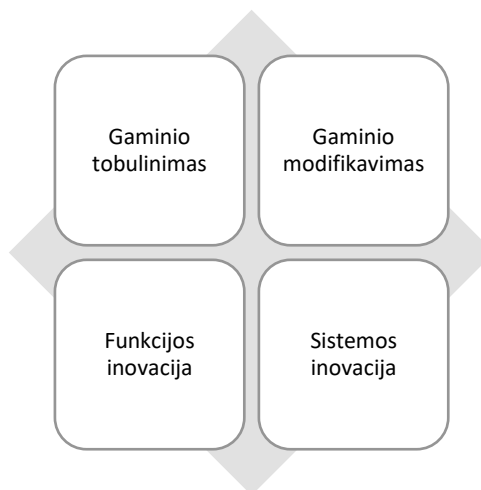 Gaminio
tobulinimas
Gaminio
modifikavimas
Funkcijos
inovacija
Sistemos
inovacija